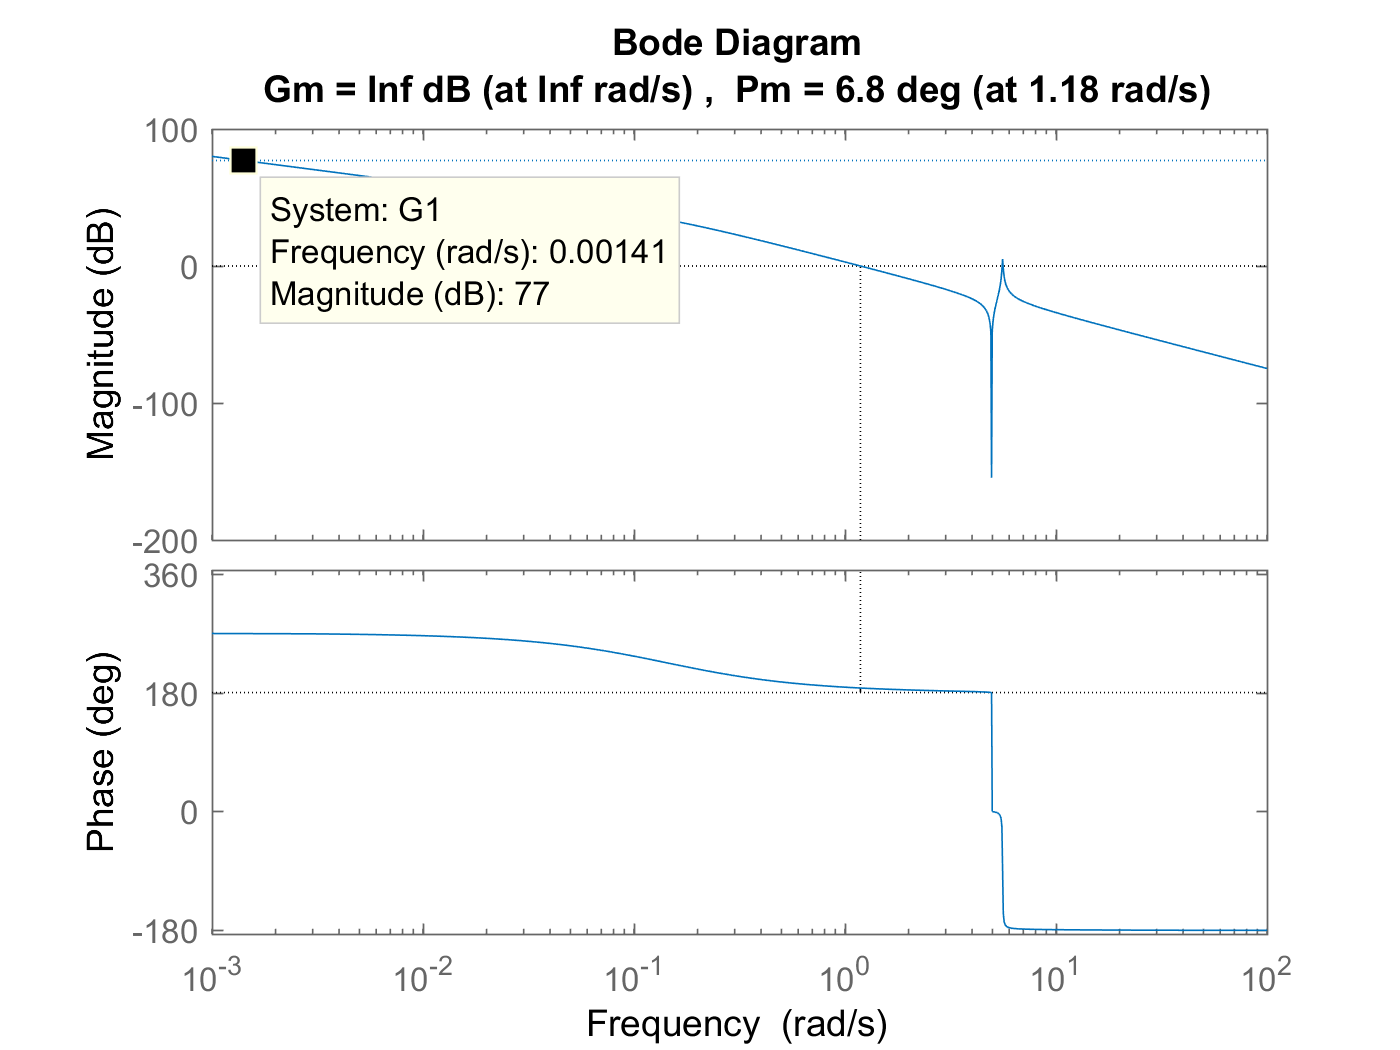 Bode Diagram
Gm = Inf dB (at Inf rad/s) ,  Pm = 6.8 deg (at 1.18 rad/s)
100
0
-100
-200
Magnitude (dB)
System: G1
Frequency (rad/s): 0.00141
Magnitude (dB): 77
360
180
0
-180
Phase (deg)
10^-3 10^-2 10^-1 10^0 10^1 10^2
Frequency  (rad/s)